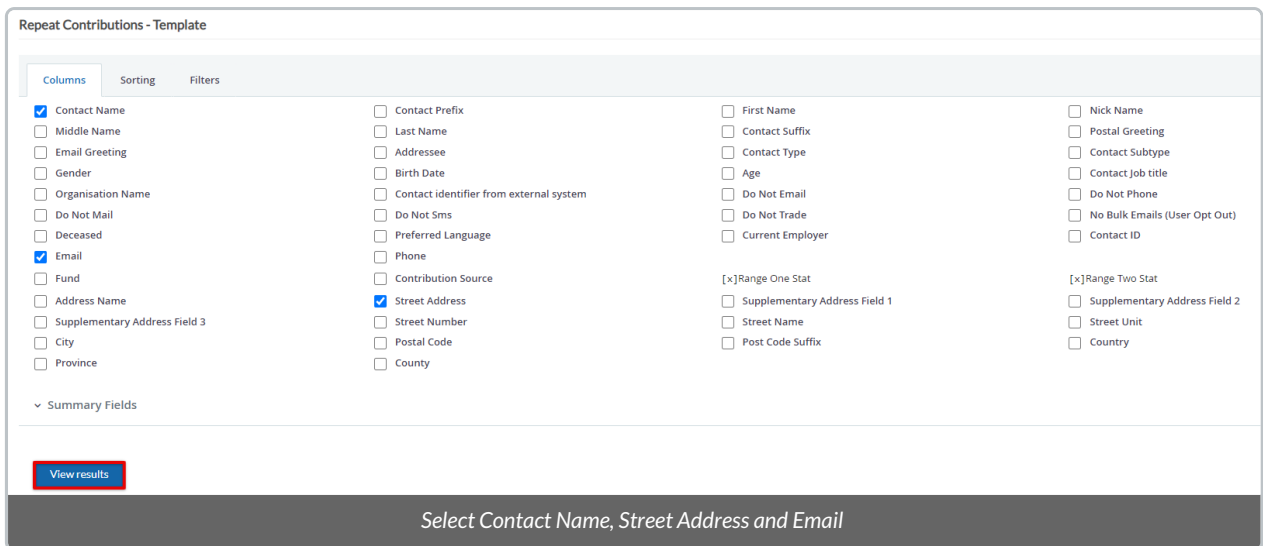 Repeat Contributions - Template
Columns Sorting Filters
Contact Name Contact Prefix First Name Nick Name
Middle Name Last Name Contact Suffix Postal Greeting
Email Greeting Addressee Contact Type Contact Subtype
Gender Birth Date Age Contact Job title
Organisation Name Contact identifier from external system Do Not Email Do Not Phone
Do Not Mail Do Not Sms Do Not Trade No Bulk Emails (User Opt Out)
Deceased Preferred Language Current Employer Contact ID
Email Phone
Fund Contribution Source [x]Range One Stat [x]Range Two Stat
Address Name Street Address Supplementary Address Field 1 Supplementary Address Field 2
Supplementary Address Field 3 Street Number Street Name Street Unit
City Postal Code Post Code Suffix Country
Province County
Summary Fields
View results
Select Contact Name, Street Address and Email